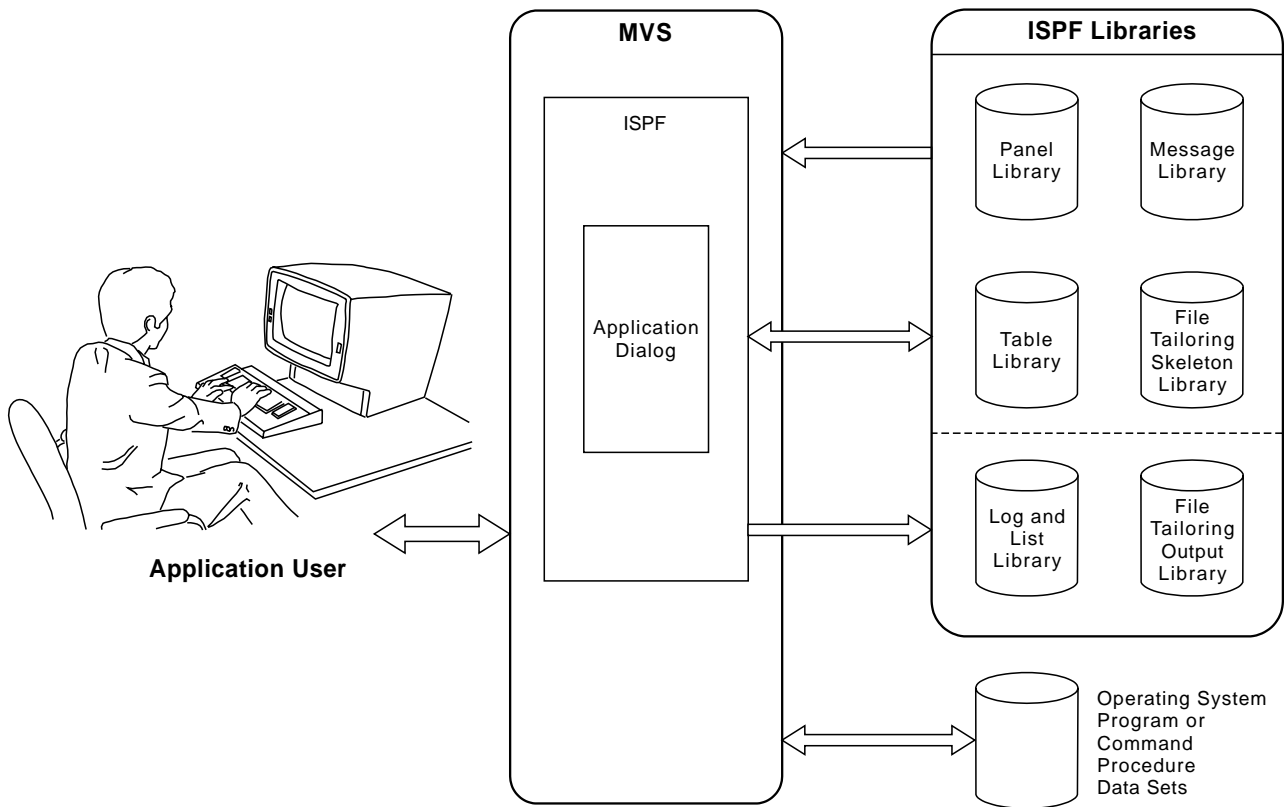 MVS
ISPF
Application
Dialog
Application User
ISPF Libraries
Panel
Library
Message
Library
Table
Library
File
Tailoring
Skeleton
Library
Log and
List
Library
File
Tailoring
Output
Library
Operating System
Program or
Command
Procedure
Data Sets